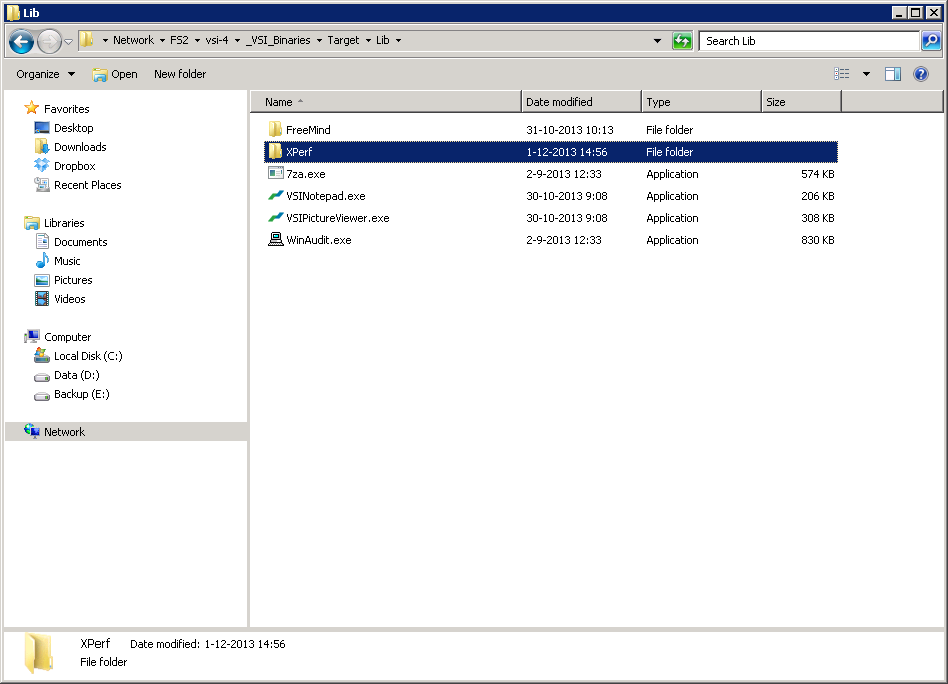 Lib
Network FS2 vsi-4 _VSI_Binaries Target Lib Search Lib
Organize Open New folder
Name Date modified Type Size
Favorites
Desktop
Downloads
Dropbox
Recent Places
Libraries
Documents
Music
Pictures
Videos
Computer
Local Disk (C:)
Data (D:)
Backup (E:)
Network
FreeMind 31-10-2013 10:13 File folder
XPerf 1-12-2013 14:56 File folder
7za.exe 2-9-2013 12:33 Application 574 KB
VSINotepad.exe 30-10-2013 9:08 Application 206 KB
VSIPictureViewer.exe 30-10-2013 9:08 Application 308 KB
WinAudit.exe 2-9-2013 12:33 Application 830 KB
XPerf Date modified: 1-12-2013 14:56
File folder